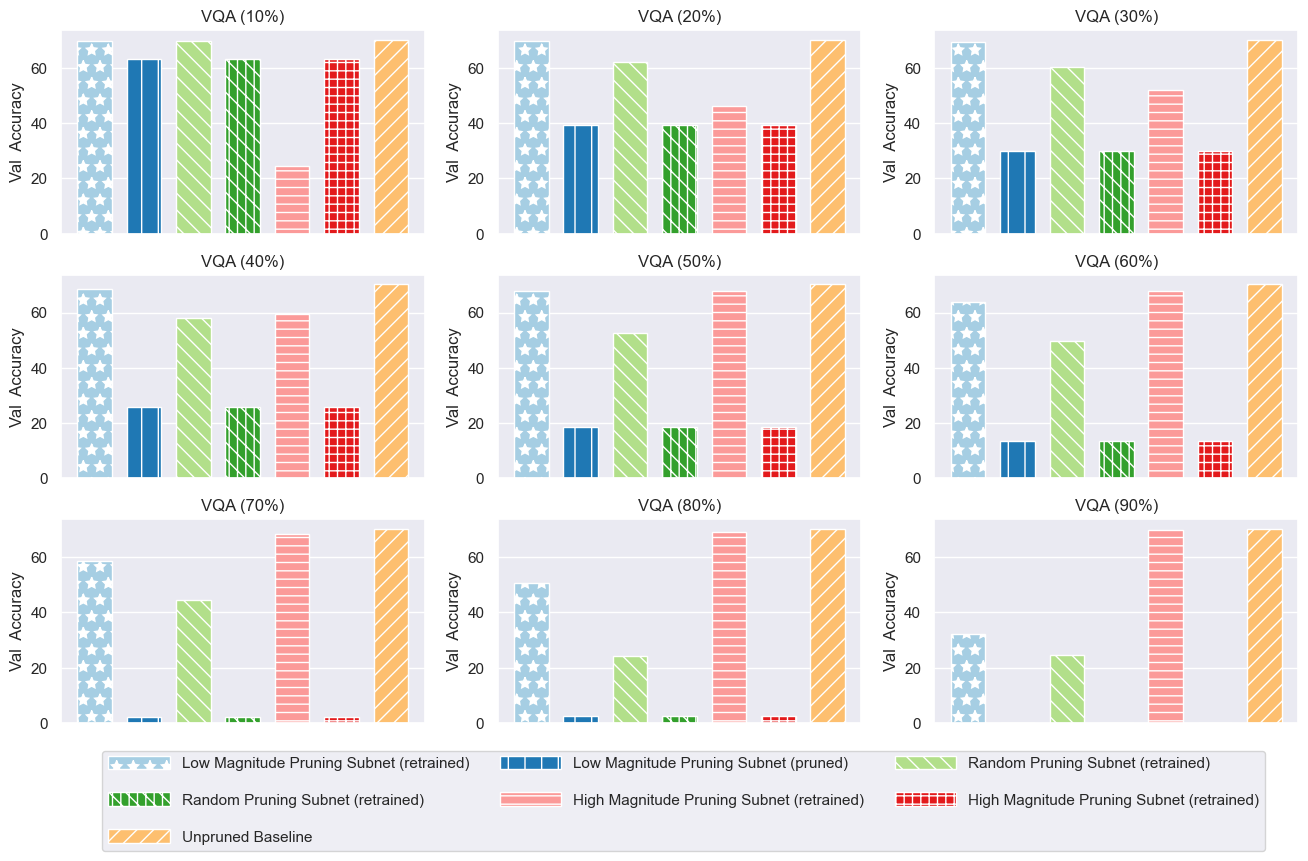 VQA (10%) VQA (20%) VQA (30%)
Val Accuracy Val Accuracy Val Accuracy
60 60 60
40 40 40
20 20 20
0 0 0
VQA (40%) VQA (50%) VQA (60%)
Val Accuracy Val Accuracy Val Accuracy
60 60 60
40 40 40
20 20 20
0 0 0
VQA (70%) VQA (80%) VQA (90%)
Val Accuracy Val Accuracy Val Accuracy
60 60 60
40 40 40
20 20 20
0 0 0
Low Magnitude Pruning Subnet (retrained) Low Magnitude Pruning Subnet (pruned) Random Pruning Subnet (retrained)
Random Pruning Subnet (retrained) High Magnitude Pruning Subnet (retrained) High Magnitude Pruning Subnet (retrained)
Unpruned Baseline